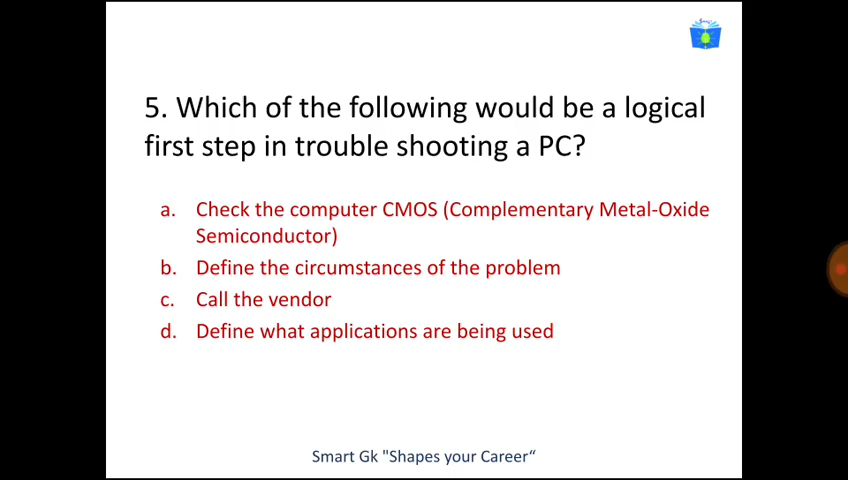 5. Which of the following would be a logical
first step in trouble shooting a PC?
a. Check the computer CMOS (Complementary Metal-Oxide
Semiconductor)
b. Define the circumstances of the problem
c. Call the vendor
d. Define what applications are being used
Smart Gk "Shapes your Career“